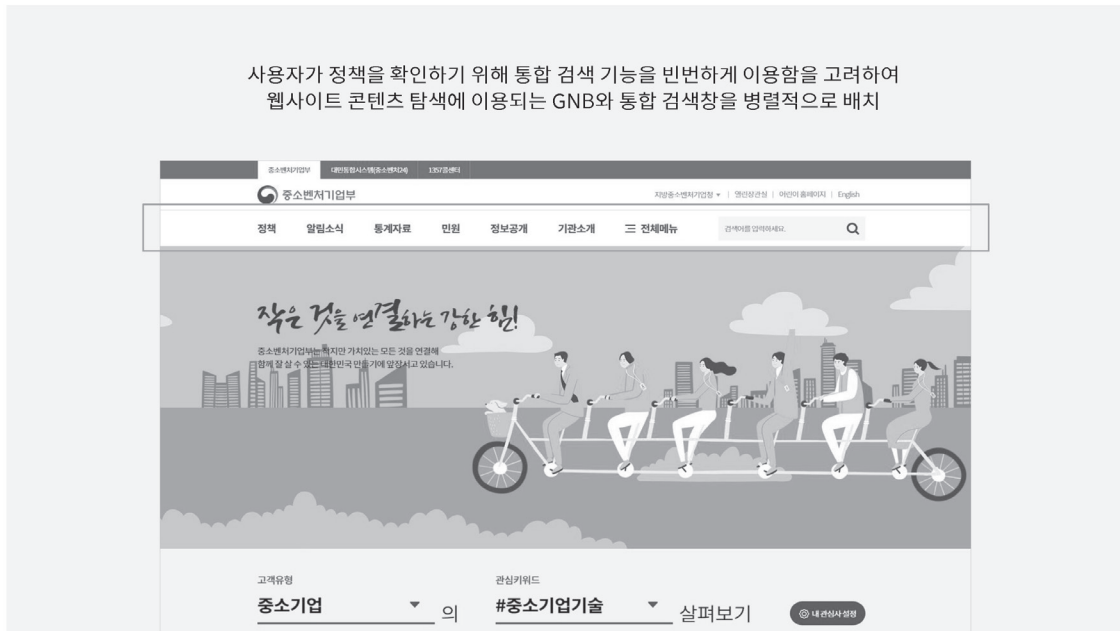 사용자가 정책을 확인하기 위해 통합 검색 기능을 빈번하게 이용함을 고려하여
웹사이트 콘텐츠 탐색에 이용되는 GNB와 통합 검색창을 병렬적으로 배치
중소벤처기업부 대민통합시스템(중소벤처24) 1357콜센터
중소벤처기업부
지방중소벤처기업청 | 열린장관실 | 어린이 홈페이지 | English
정책 알림소식 통계자료 민원 정보공개 기관소개 전체메뉴 검색어를 입력하세요.
작은 것을 연결하는 강한 힘!
중소벤처기업부는 작지만 가치있는 모든 것을 연결해
함께 잘 살 수 있는 대한민국 만들기에 앞장서고 있습니다.
고객유형 관심키워드
중소기업 의 #중소기업기술 살펴보기 내 관심사 설정